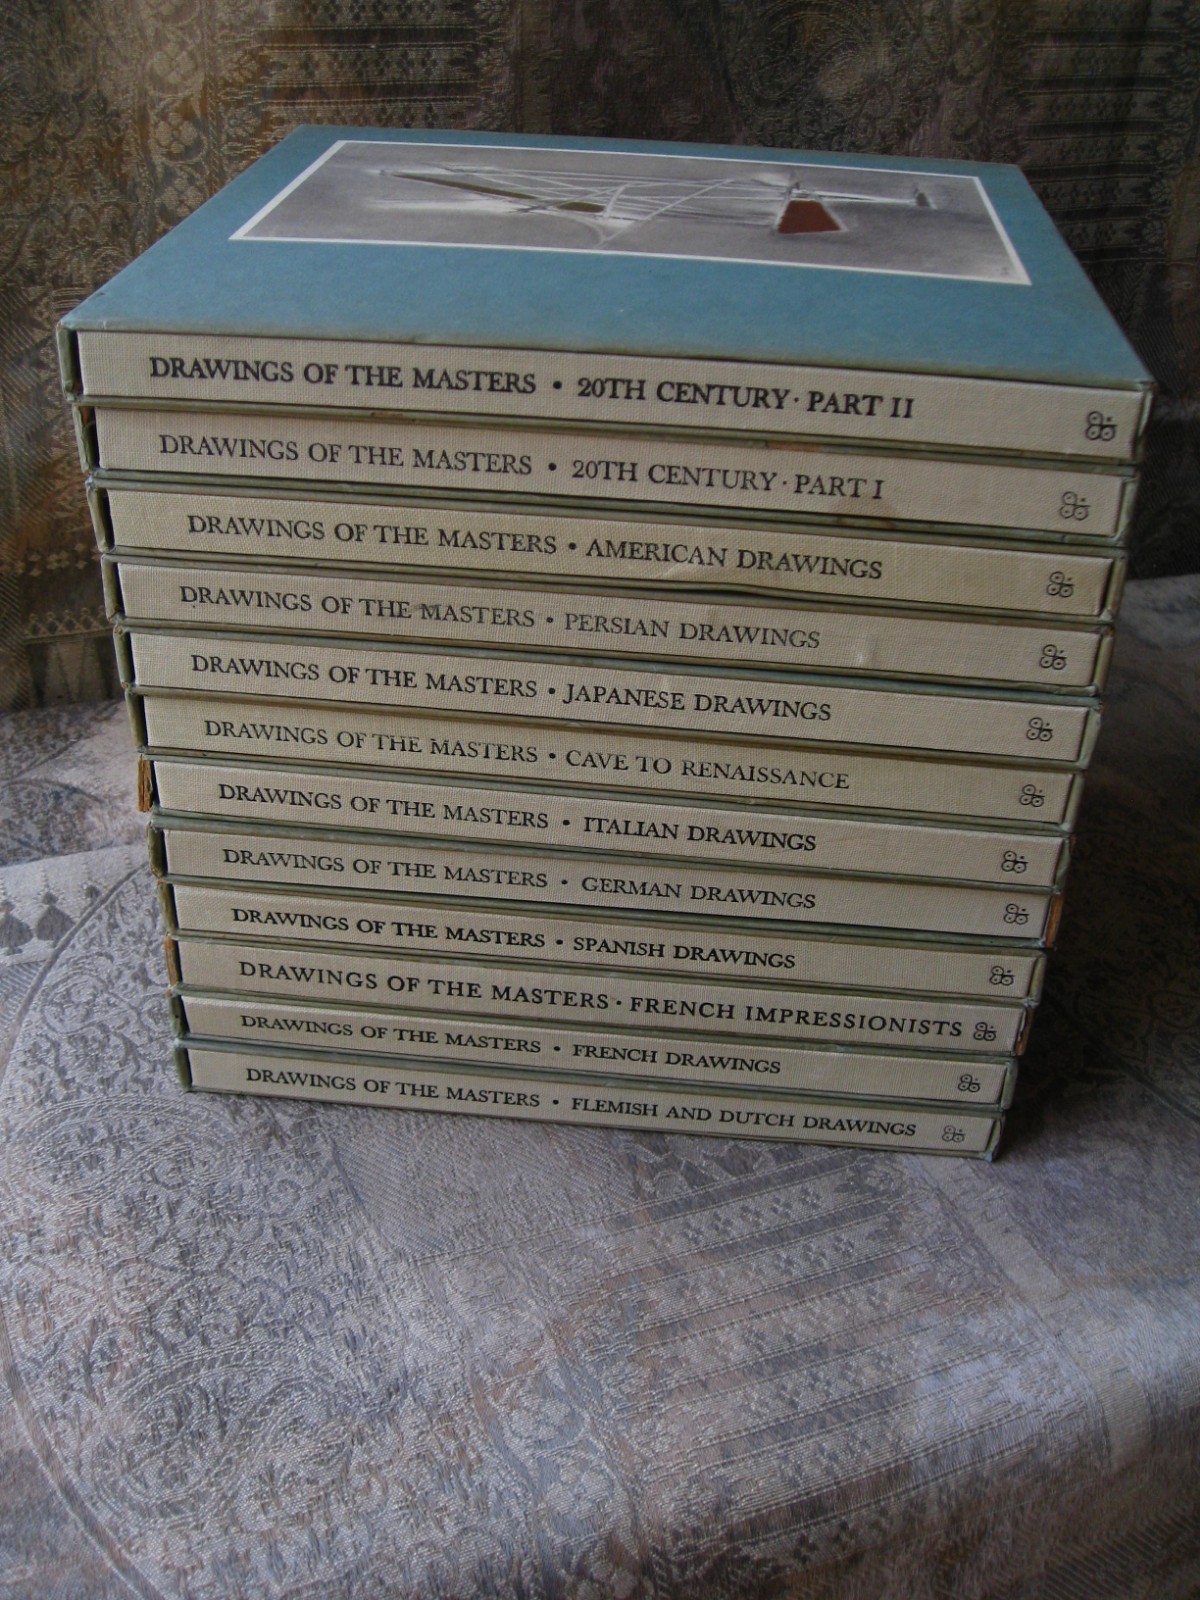 DRAWINGS OF THE MASTERS • 20TH CENTURY · PART II
DRAWINGS OF THE MASTERS • 20TH CENTURY · PART I
DRAWINGS OF THE MASTERS • AMERICAN DRAWINGS
DRAWINGS OF THE MASTERS • PERSIAN DRAWINGS
DRAWINGS OF THE MASTERS • JAPANESE DRAWINGS
DRAWINGS OF THE MASTERS • CAVE TO RENAISSANCE
DRAWINGS OF THE MASTERS • ITALIAN DRAWINGS
DRAWINGS OF THE MASTERS • GERMAN DRAWINGS
DRAWINGS OF THE MASTERS • SPANISH DRAWINGS
DRAWINGS OF THE MASTERS · FRENCH IMPRESSIONISTS
DRAWINGS OF THE MASTERS • FRENCH DRAWINGS
DRAWINGS OF THE MASTERS • FLEMISH AND DUTCH DRAWINGS